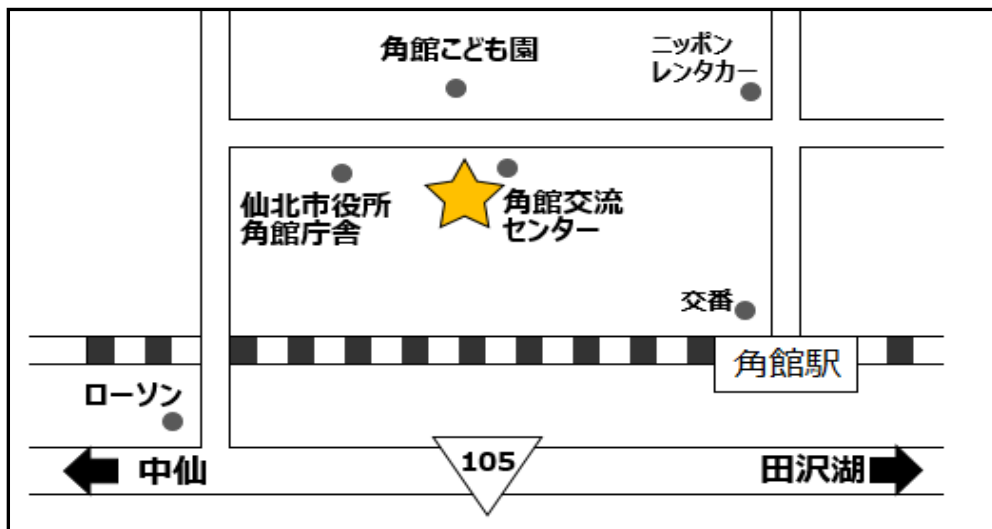 角館こども園
ニッポン
レンタカー
仙北市役所
角館庁舎
角館交流
センター
交番
角館駅
ローソン
中仙
105
田沢湖